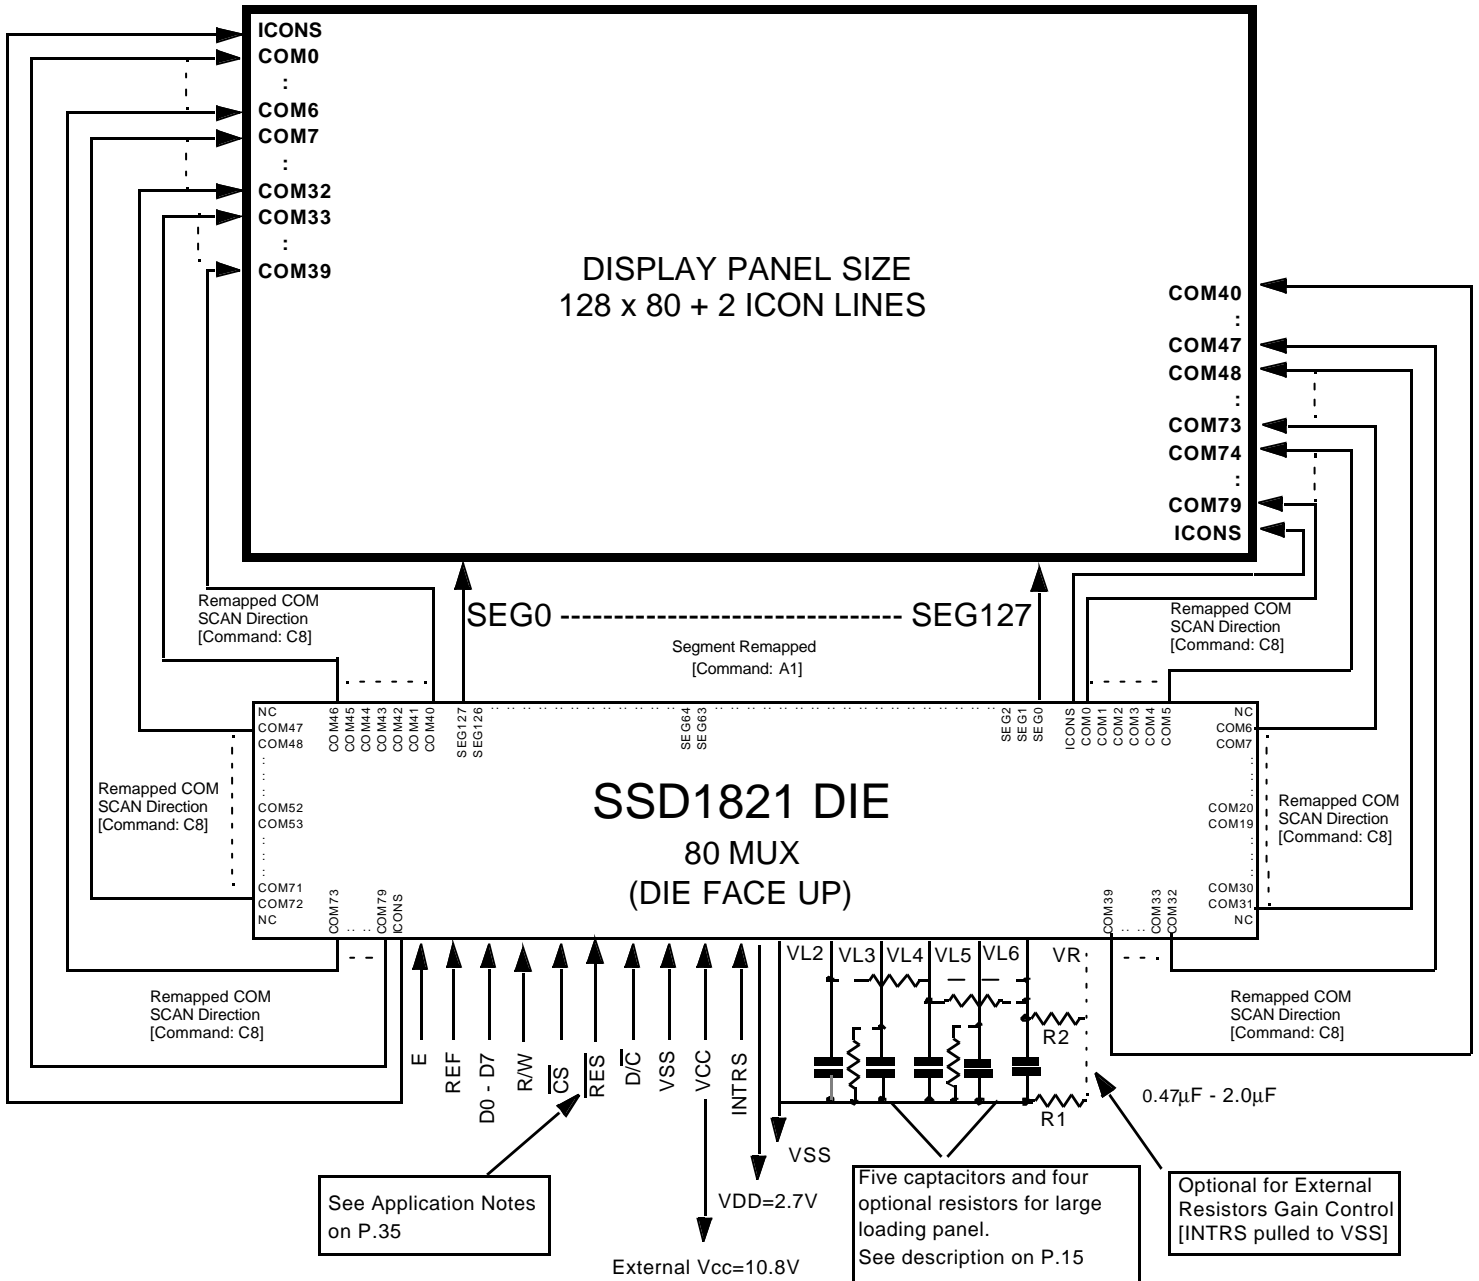 ICONS
COM0
:
COM6
COM7
:
COM32
COM33
:
COM39
DISPLAY PANEL SIZE
128 x 80 + 2 ICON LINES
COM40
:
COM47
COM48
:
COM73
COM74
:
COM79
ICONS
Remapped COM
SCAN Direction
[Command: C8]
SEG0 ------------------------------ SEG127
Segment Remapped
[Command: A1]
Remapped COM
SCAN Direction
[Command: C8]
NC
COM47
COM48
:
:
:
COM52
COM53
:
:
:
COM71
COM72
NC
COM46
COM45
COM44
COM43
COM42
COM41
COM40
SEG127
SEG126
SEG64
SEG63
SEG2
SEG1
SEG0
ICONS
COM0
COM1
COM2
COM3
COM4
COM5
NC
COM6
COM7
:
:
:
COM20
COM19
:
:
:
COM30
COM31
NC
Remapped COM
SCAN Direction
[Command: C8]
SSD1821 DIE
80 MUX
(DIE FACE UP)
Remapped COM
SCAN Direction
[Command: C8]
COM73
: :
COM79
ICONS
COM39
: :
COM33
COM32
VL2 VL3 VL4 VL5 VL6 VR
Remapped COM
SCAN Direction
[Command: C8]
E
REF
D0 - D7
R/W
CS
RES
D/C
VSS
VCC
INTRS
R2
R1
0.47µF - 2.0µF
Remapped COM
SCAN Direction
[Command: C8]
VSS
VDD=2.7V
External Vcc=10.8V
See Application Notes
on P.35
Five captacitors and four
optional resistors for large
loading panel.
See description on P.15
Optional for External
Resistors Gain Control
[INTRS pulled to VSS]